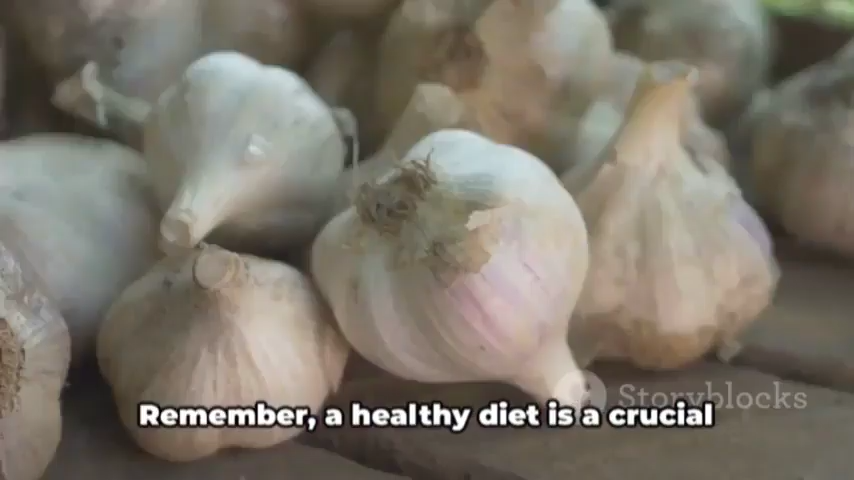 Storyblocks
Remember, a healthy diet is a crucial